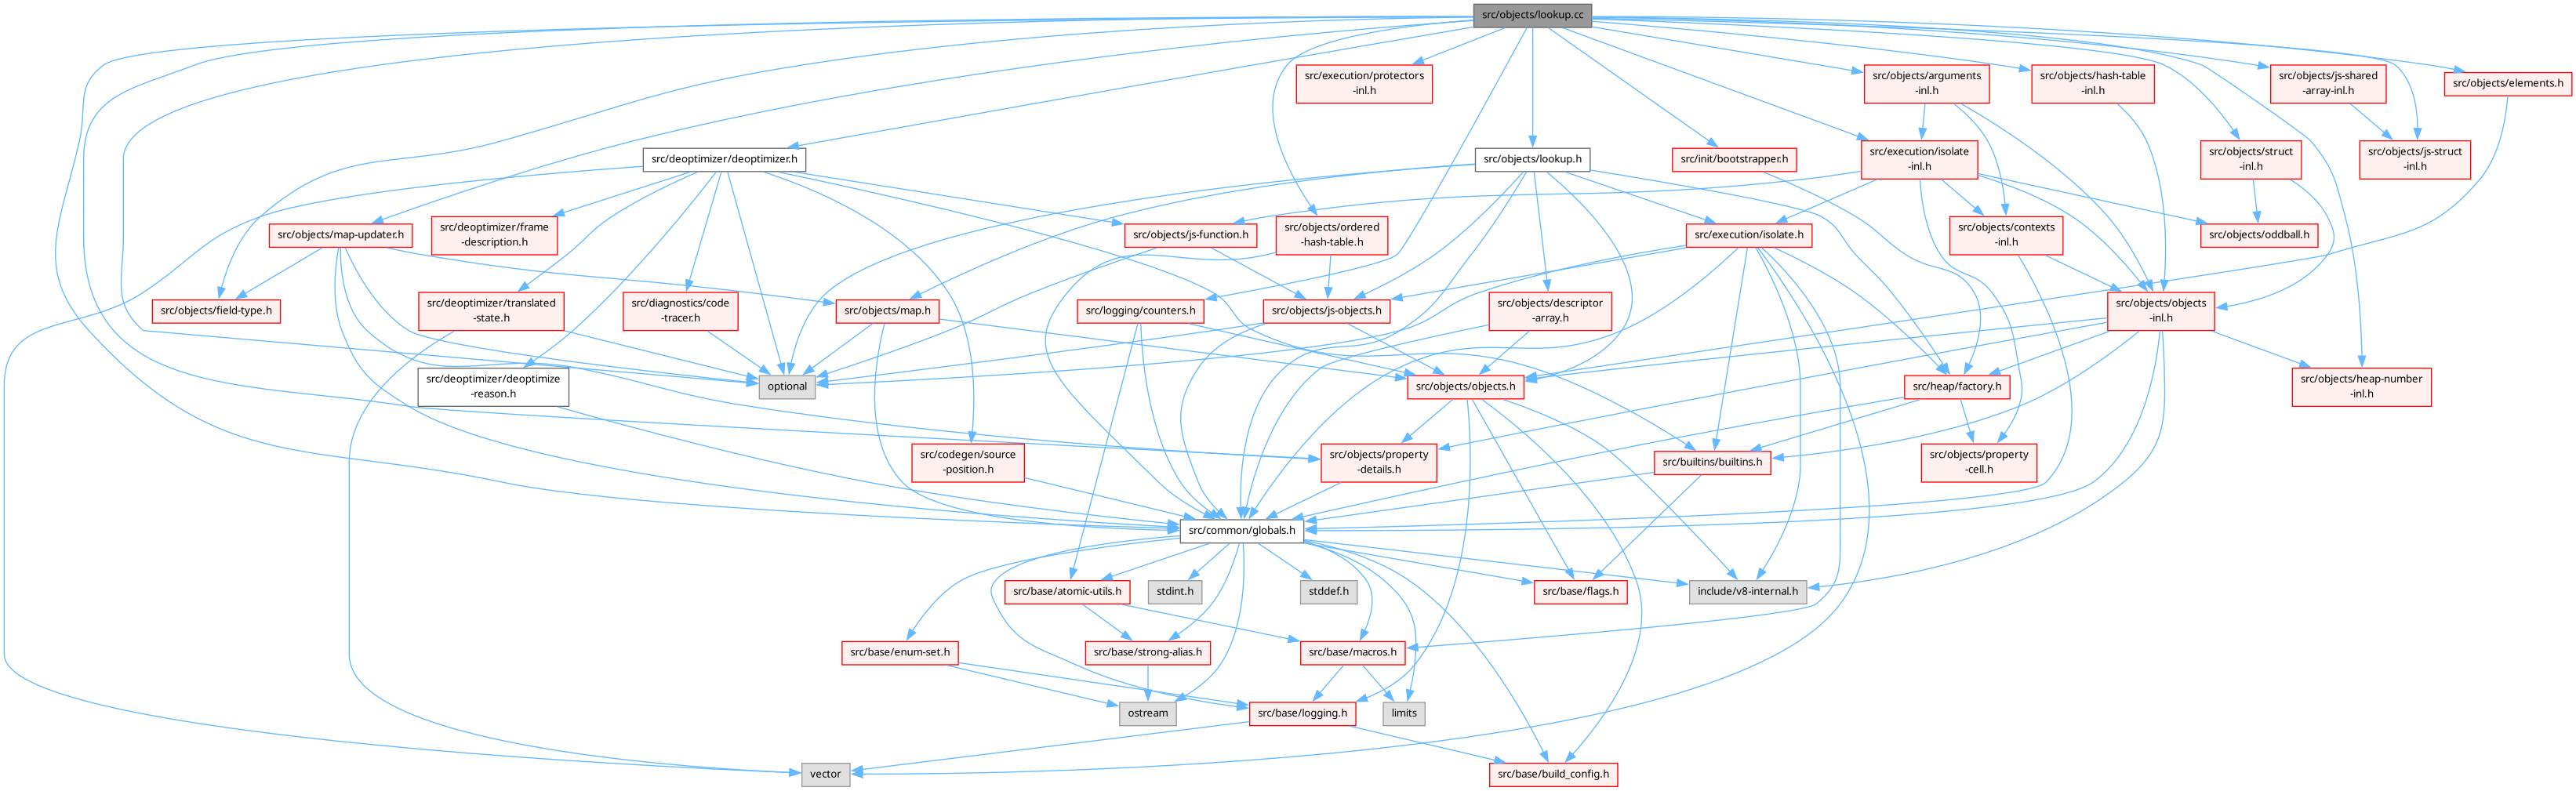 src/objects/lookup.cc
src/execution/protectors
-inl.h
src/objects/arguments
-inl.h
src/objects/hash-table
-inl.h
src/objects/js-shared
-array-inl.h
src/objects/elements.h
src/deoptimizer/deoptimizer.h
src/objects/lookup.h
src/init/bootstrapper.h
src/execution/isolate
-inl.h
src/objects/struct
-inl.h
src/objects/js-struct
-inl.h
src/objects/map-updater.h
src/deoptimizer/frame
-description.h
src/objects/js-function.h
src/objects/ordered
-hash-table.h
src/execution/isolate.h
src/objects/contexts
-inl.h
src/objects/oddball.h
src/objects/field-type.h
src/deoptimizer/translated
-state.h
src/diagnostics/code
-tracer.h
src/objects/map.h
src/logging/counters.h
src/objects/js-objects.h
src/objects/descriptor
-array.h
src/objects/objects
-inl.h
src/deoptimizer/deoptimize
-reason.h
optional
src/objects/objects.h
src/heap/factory.h
src/objects/heap-number
-inl.h
src/codegen/source
-position.h
src/objects/property
-details.h
src/builtins/builtins.h
src/objects/property
-cell.h
src/common/globals.h
src/base/atomic-utils.h
stdint.h
stddef.h
src/base/flags.h
include/v8-internal.h
src/base/enum-set.h
src/base/strong-alias.h
src/base/macros.h
ostream
src/base/logging.h
limits
vector
src/base/build_config.h